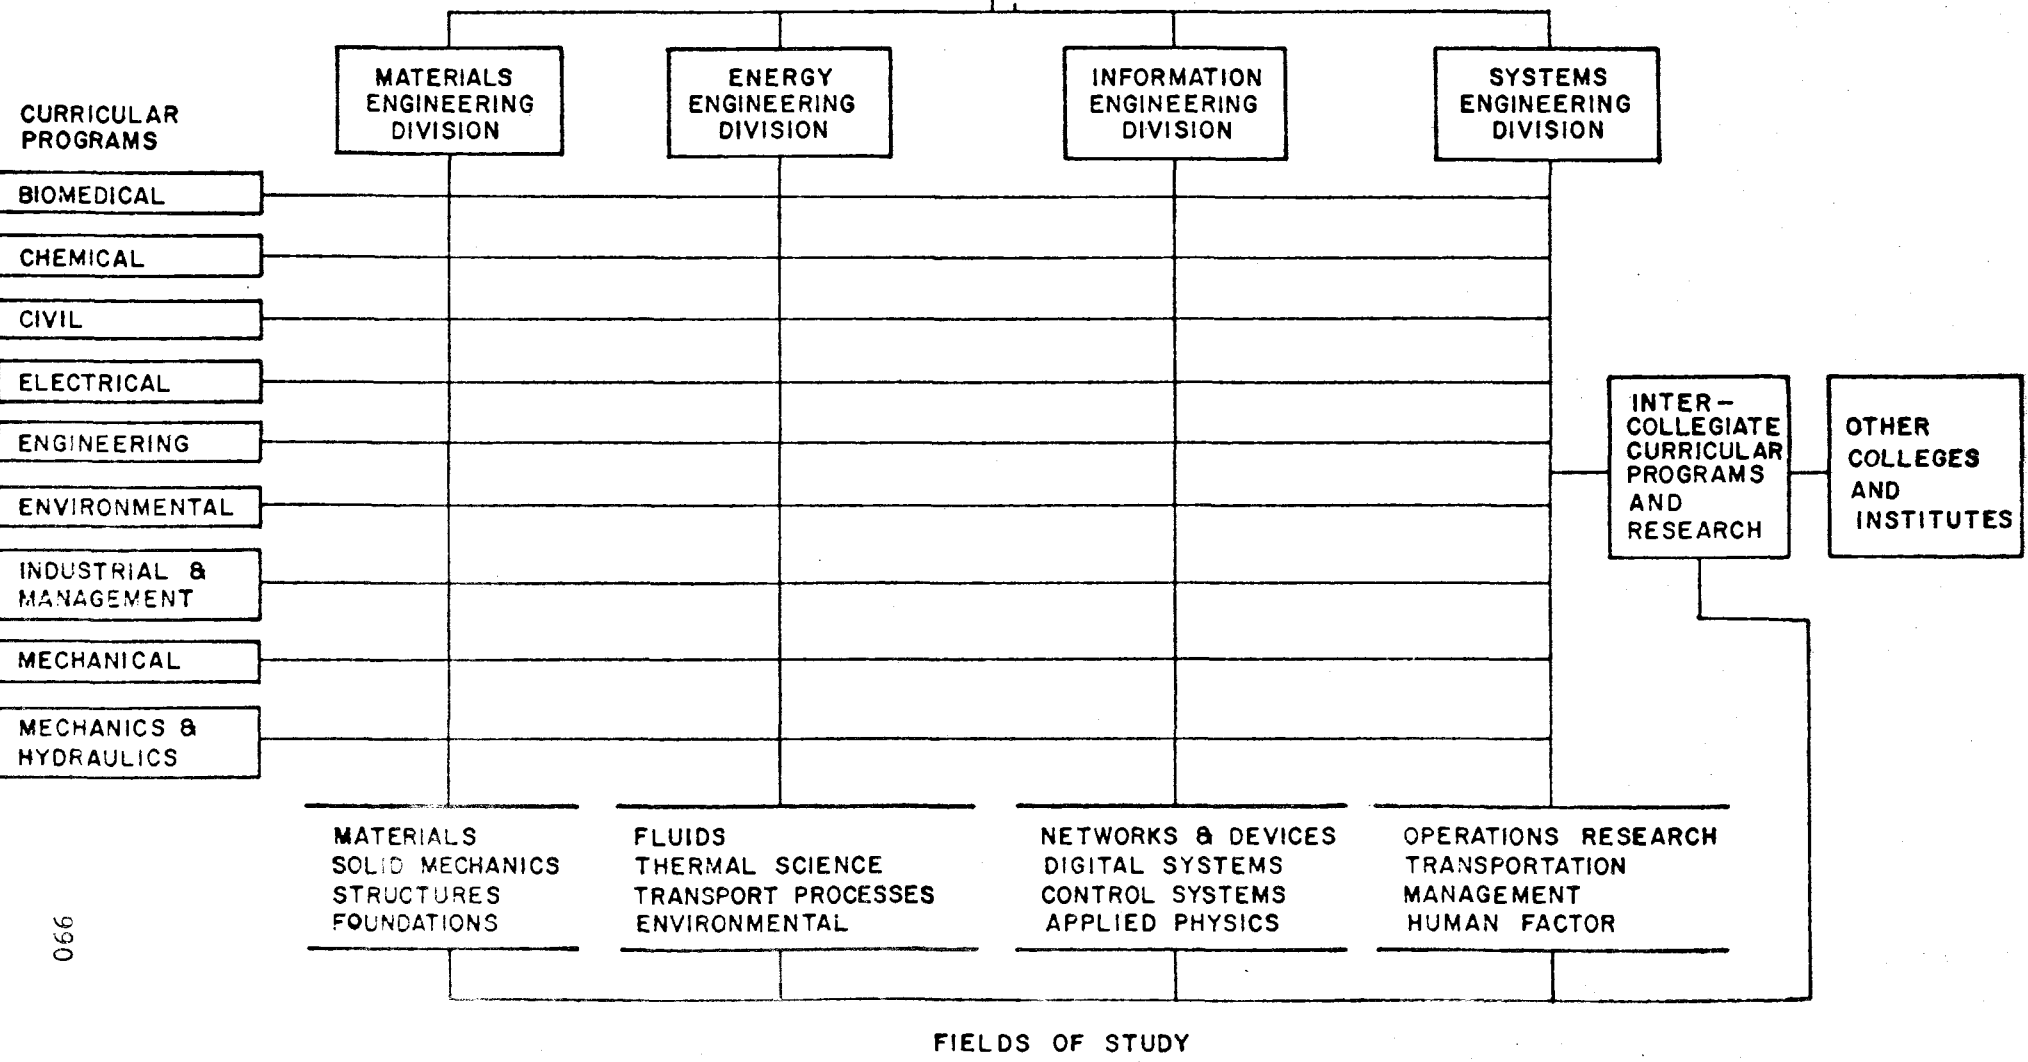 MATERIALS
ENGINEERING
DIVISION
ENERGY
ENGINEERING
DIVISION
INFORMATION
ENGINEERING
DIVISION
SYSTEMS
ENGINEERING
DIVISION
CURRICULAR
PROGRAMS
BIOMEDICAL
CHEMICAL
CIVIL
ELECTRICAL
ENGINEERING
ENVIRONMENTAL
INDUSTRIAL &
MANAGEMENT
MECHANICAL
MECHANICS &
HYDRAULICS
INTER-
COLLEGIATE
CURRICULAR
PROGRAMS
AND
RESEARCH
OTHER
COLLEGES
AND
INSTITUTES
MATERIALS
SOLID MECHANICS
STRUCTURES
FOUNDATIONS
FLUIDS
THERMAL SCIENCE
TRANSPORT PROCESSES
ENVIRONMENTAL
NETWORKS & DEVICES
DIGITAL SYSTEMS
CONTROL SYSTEMS
APPLIED PHYSICS
OPERATIONS RESEARCH
TRANSPORTATION
MANAGEMENT
HUMAN FACTOR
066
FIELDS OF STUDY